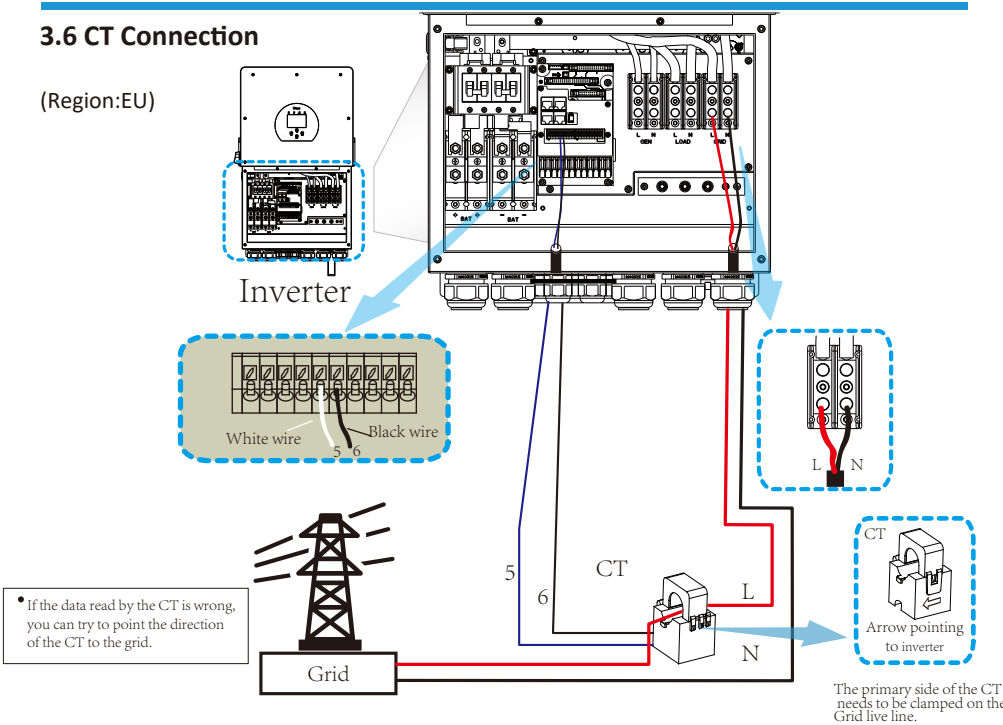 3.6 CT Connection
(Region:EU)
Inverter
L N L N L N
GEN LOAD GRID
+ BAT + - BAT -
White wire
Black wire
5 6
L N
CT
Arrow pointing
to inverter
5
6
CT
L
N
• If the data read by the CT is wrong,
you can try to point the direction
of the CT to the grid.
Grid
The primary side of the CT
needs to be clamped on the
Grid live line.